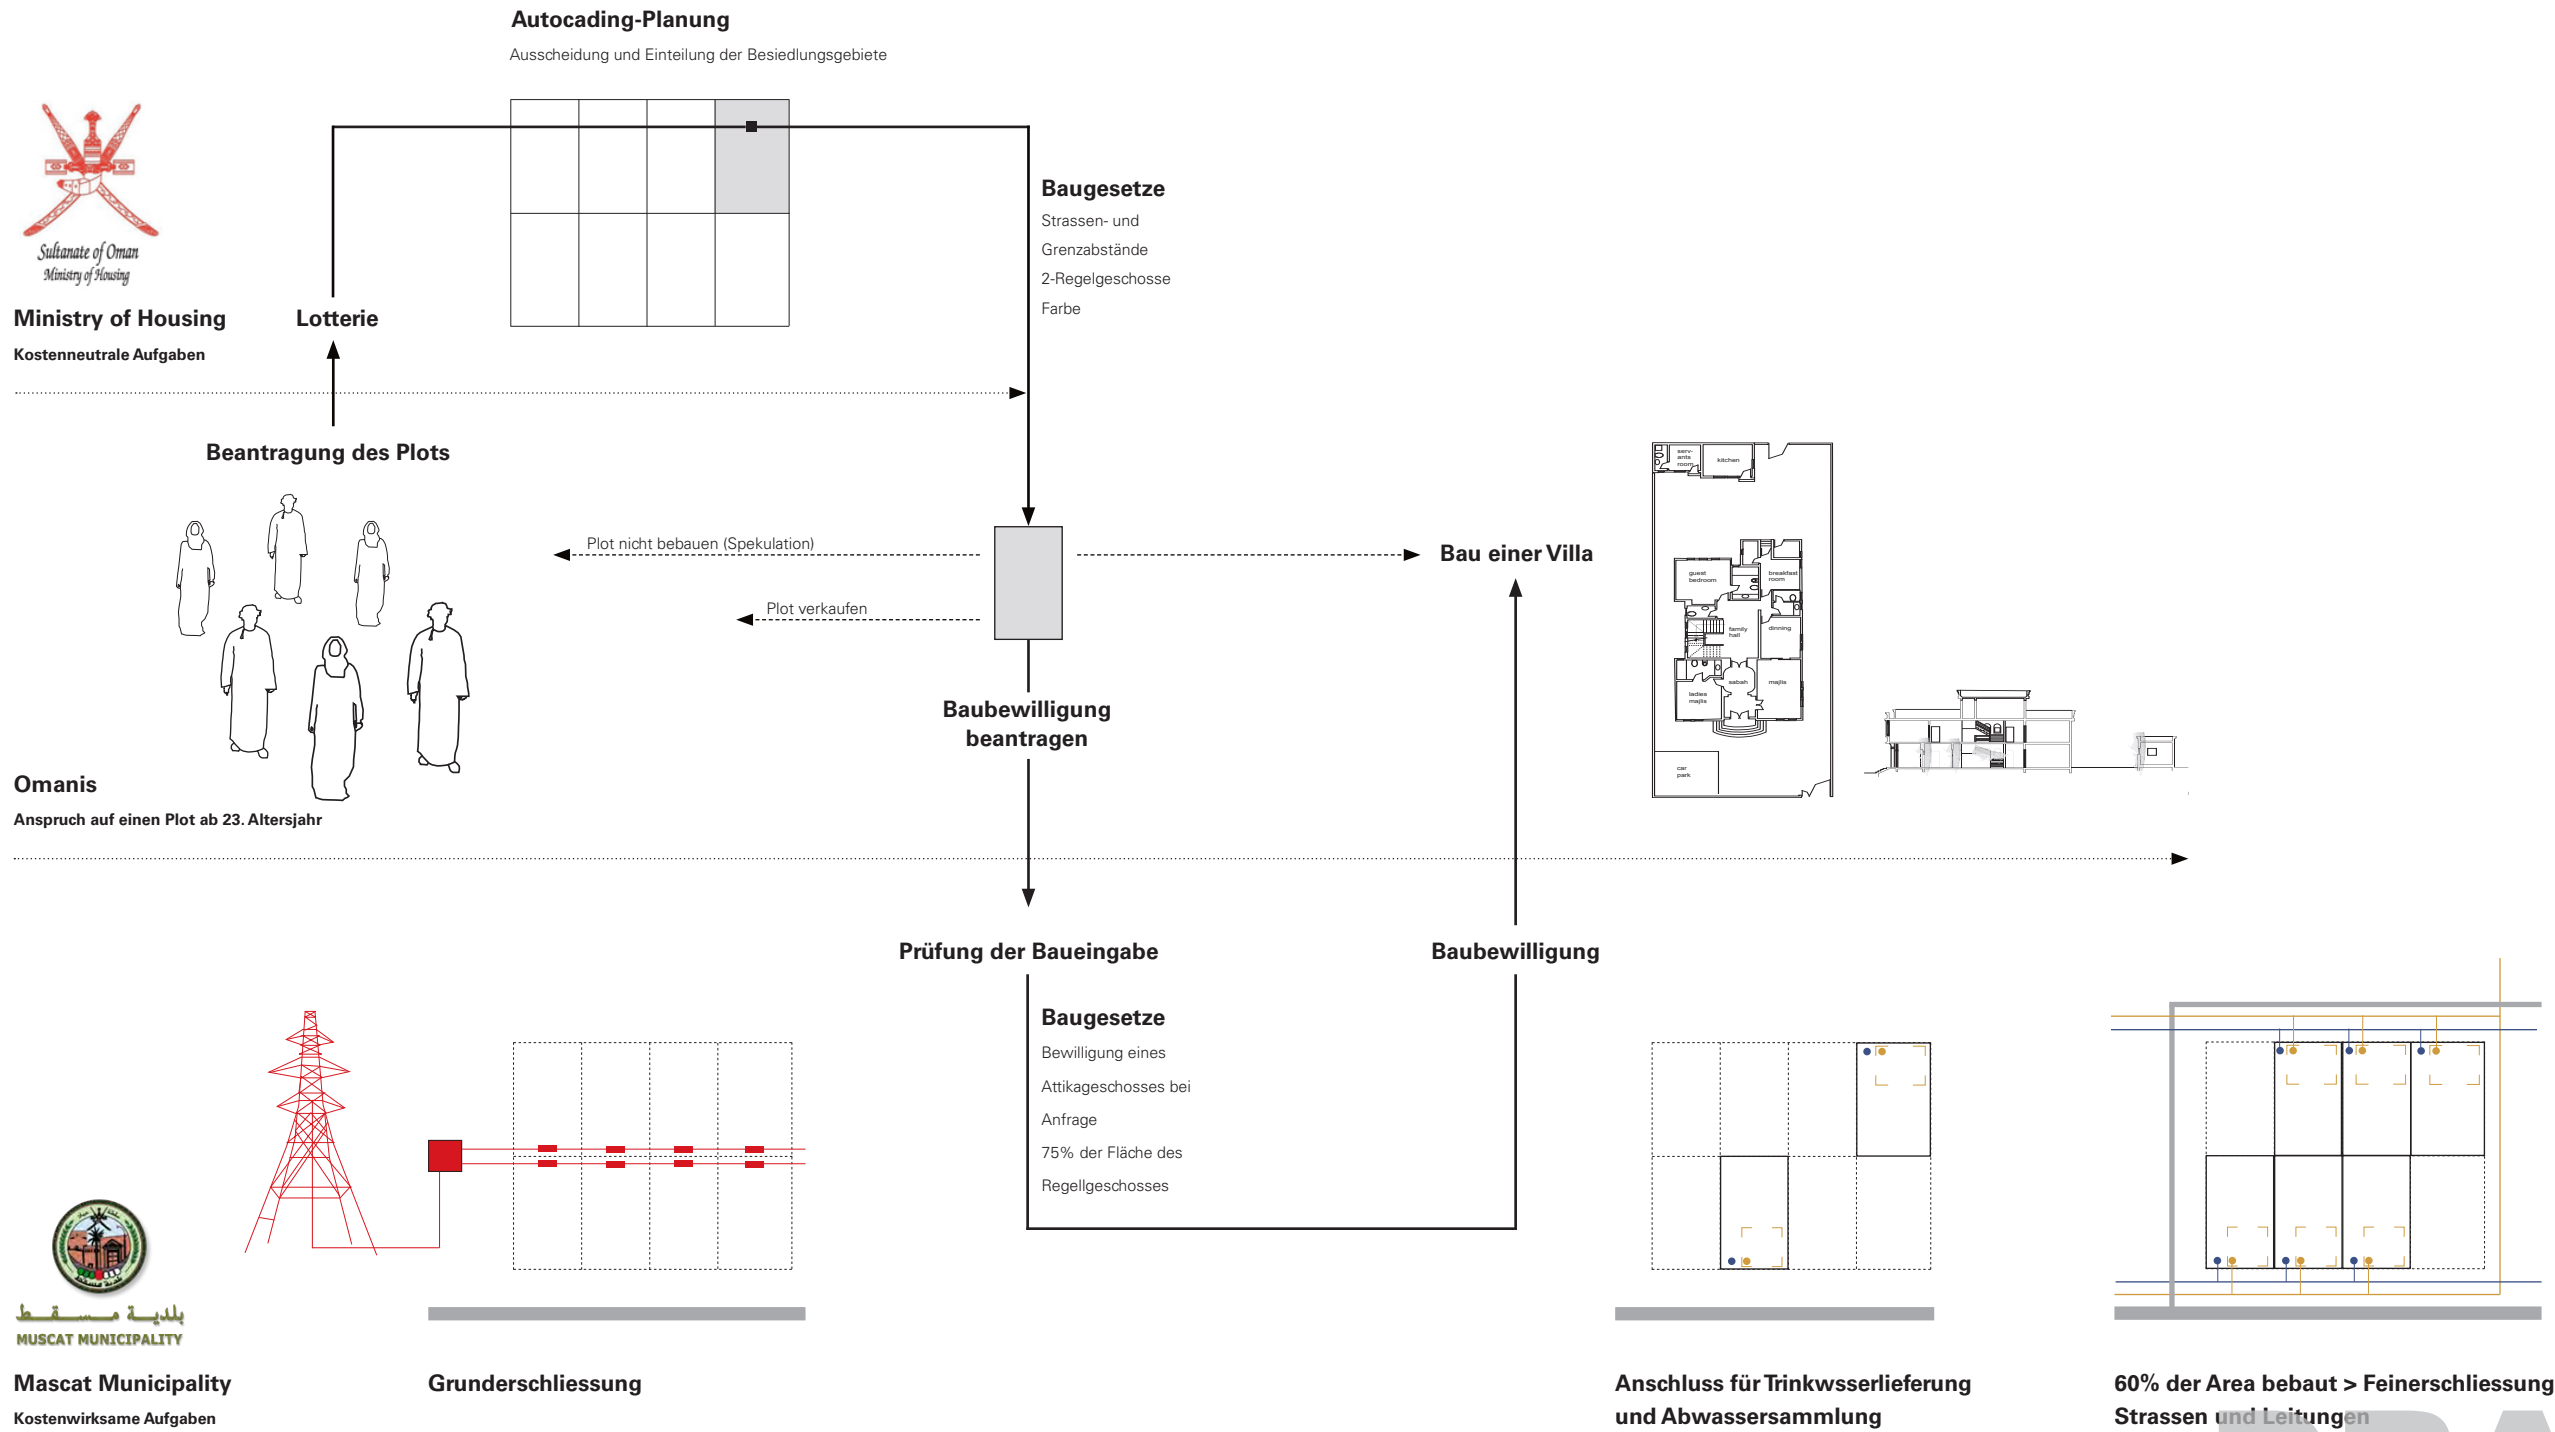 Autocading-Planung
Ausscheidung und Einteilung der Besiedlungsgebiete
Sultanate of Oman
Ministry of Housing
Ministry of Housing
Kostenneutrale Aufgaben
Lotterie
Baugesetze
Strassen- und
Grenzabstände
2-Regelgeschosse
Farbe
Beantragung des Plots
Plot nicht bebauen (Spekulation)
Plot verkaufen
Bau einer Villa
serv-
ants
room
kitchen
guest
bedroom
breakfast
room
family
hall
dinning
ladies
majlis
sabah
majlis
car
park
Baubewilligung
beantragen
Omanis
Anspruch auf einen Plot ab 23. Altersjahr
Prüfung der Baueingabe
Baubewilligung
Baugesetze
Bewilligung eines
Attikageschosses bei
Anfrage
75% der Fläche des
Regellgeschosses
بلدية مسقط
MUSCAT MUNICIPALITY
Mascat Municipality
Kostenwirksame Aufgaben
Grunderschliessung
Anschluss für Trinkwsserlieferung
und Abwassersammlung
60% der Area bebaut > Feinerschliessung
Strassen und Leitungen